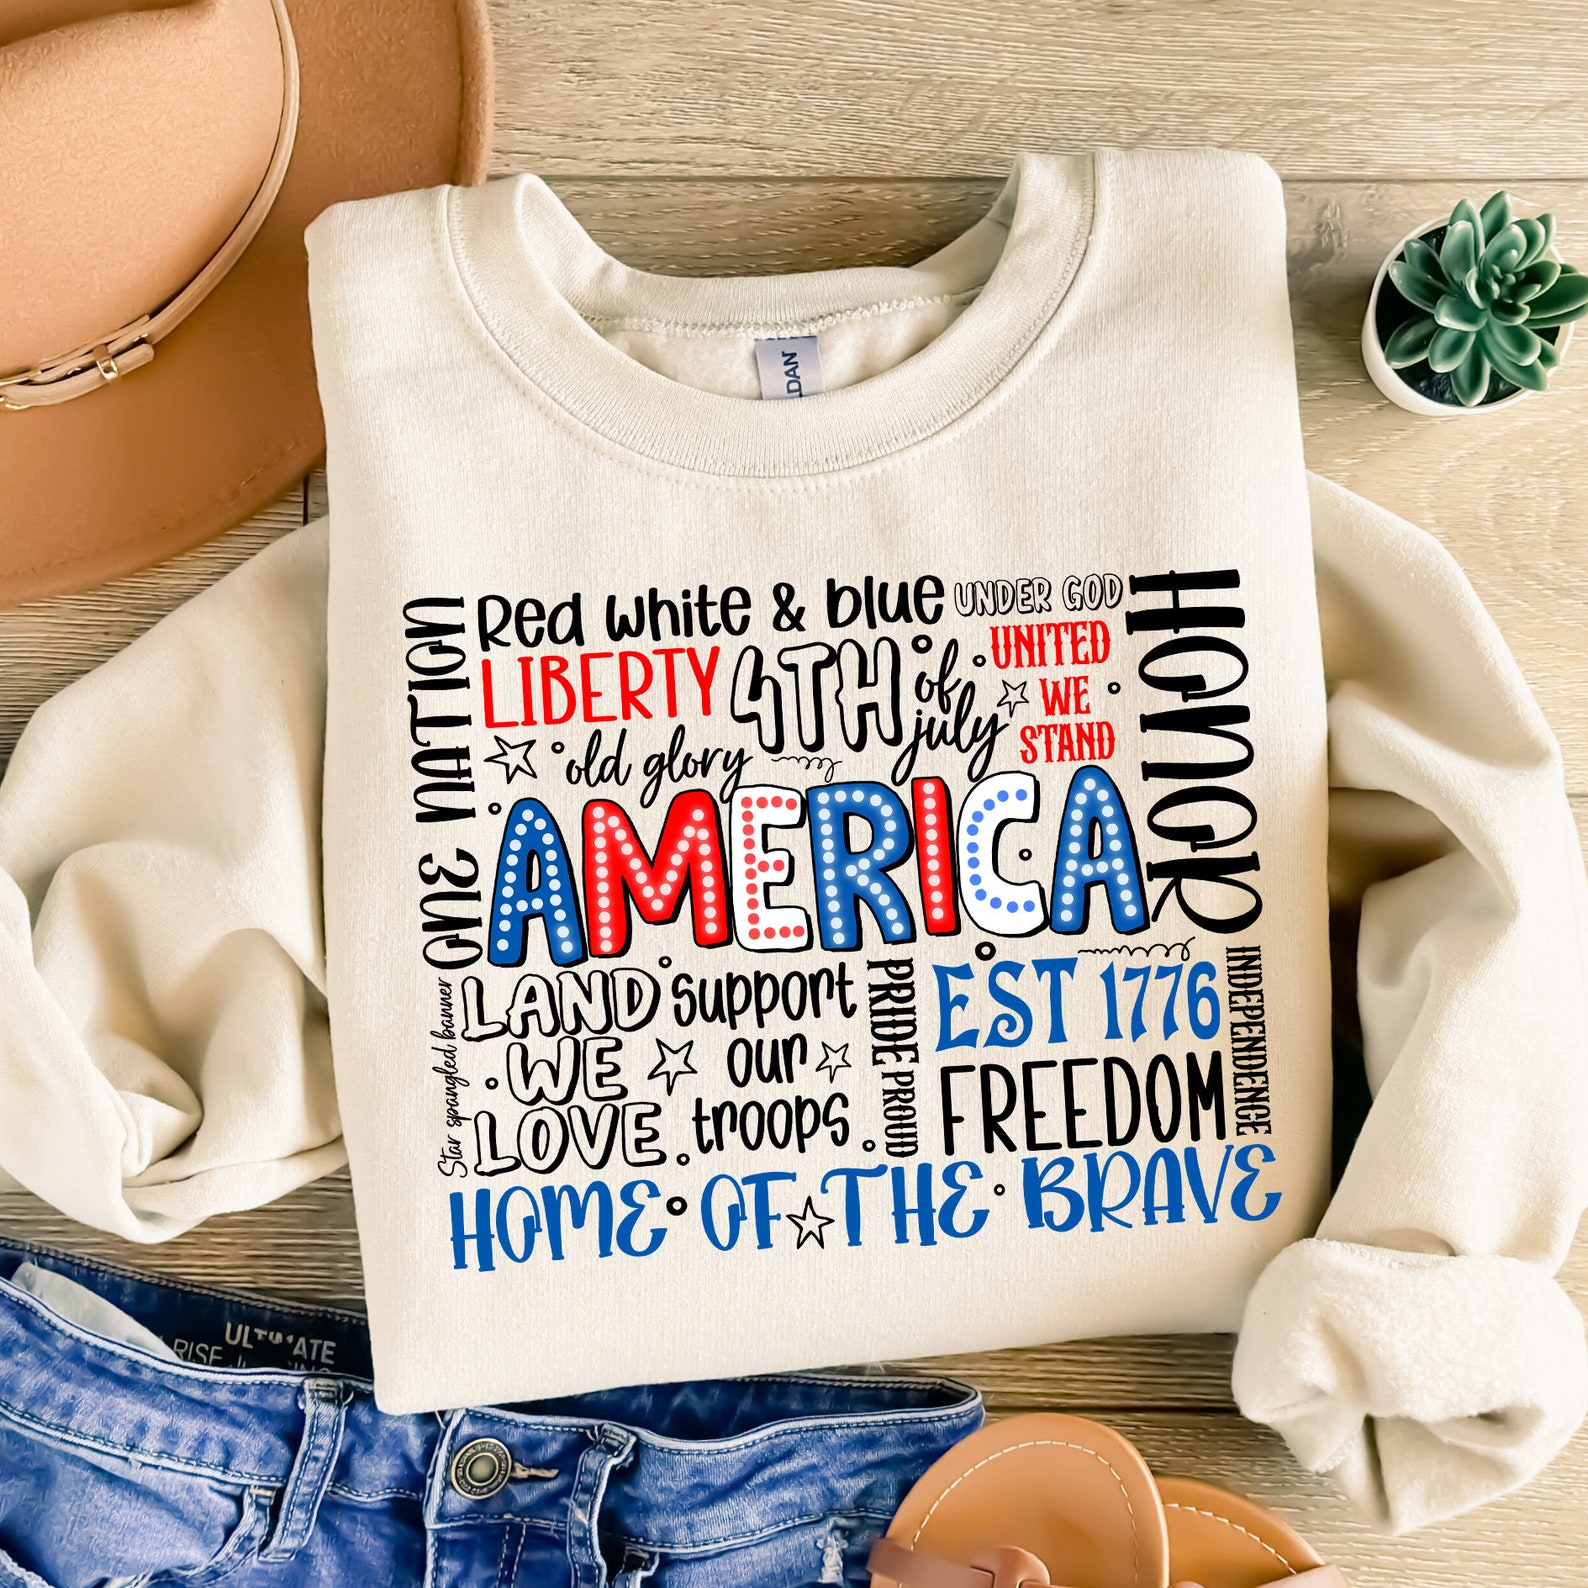 LDAN
Red white & blue
UNDER GOD
HONOR
ONE NATION
LIBERTY
4TH
of
july
UNITED
WE
STAND
old glory
AMERICA
Star spangled banner
LAND
WE
LOVE
support
our
troops
PRIDE PROUD
EST 1776
FREEDOM
INDEPENDENCE
HOME OF THE BRAVE
ULTIMATE
RISE